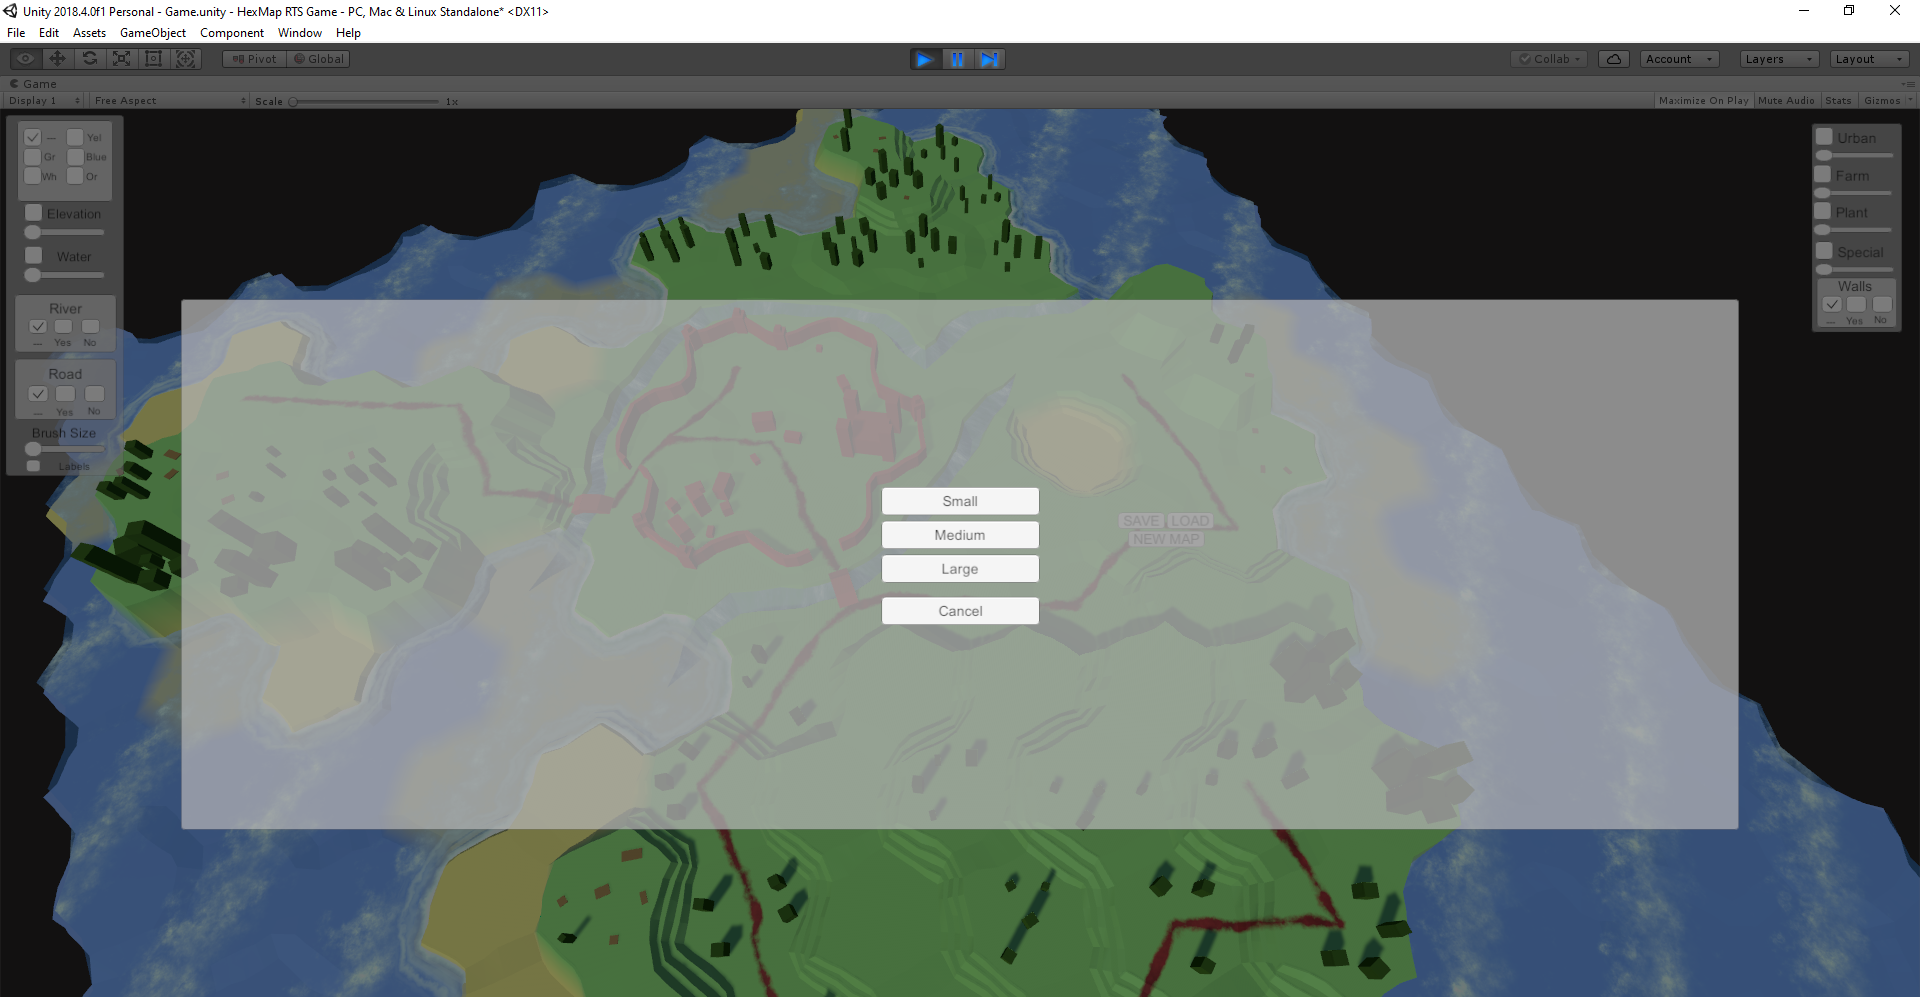 Unity 2018.4.0f1 Personal - Game.unity - HexMap RTS Game - PC, Mac & Linux Standalone* <DX11>
File Edit Assets GameObject Component Window Help
Pivot Global Collab Account Layers Layout
Game
Display 1 Free Aspect Scale 1x Maximize On Play Mute Audio Stats Gizmos
— Yel
Gr Blue
Wh Or
Elevation
Water
River
— Yes No
Road
— Yes No
Brush Size
Labels
Urban
Farm
Plant
Special
Walls
— Yes No
Small
Medium
Large
Cancel
SAVE LOAD
NEW MAP